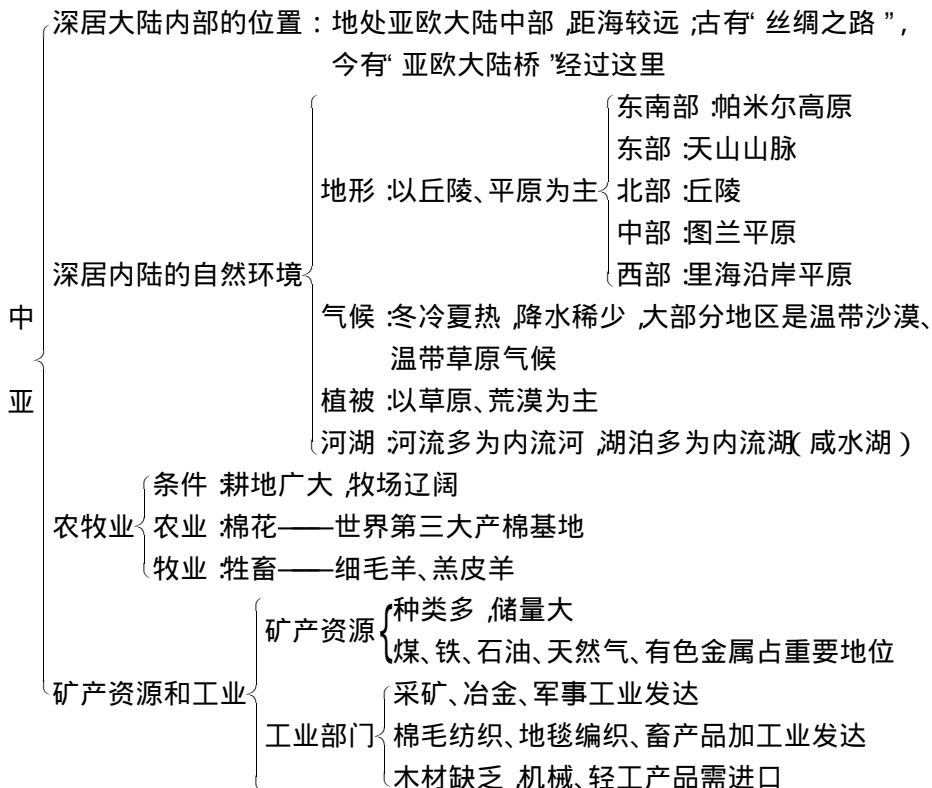 深居大陆内部的位置：地处亚欧大陆中部,距海较远;古有“丝绸之路”,
今有“亚欧大陆桥”经过这里
东南部:帕米尔高原
东部:天山山脉
地形:以丘陵、平原为主
北部:丘陵
中部:图兰平原
西部:里海沿岸平原
深居内陆的自然环境
中
亚
气候:冬冷夏热,降水稀少,大部分地区是温带沙漠、
温带草原气候
植被:以草原、荒漠为主
河湖:河流多为内流河,湖泊多为内流湖(咸水湖)
条件:耕地广大,牧场辽阔
农牧业
农业:棉花——世界第三大产棉基地
牧业:牲畜——细毛羊、羔皮羊
矿产资源
种类多,储量大
煤、铁、石油、天然气、有色金属占重要地位
矿产资源和工业
采矿、冶金、军事工业发达
工业部门
棉毛纺织、地毯编织、畜产品加工业发达
木材缺乏,机械、轻工产品需进口